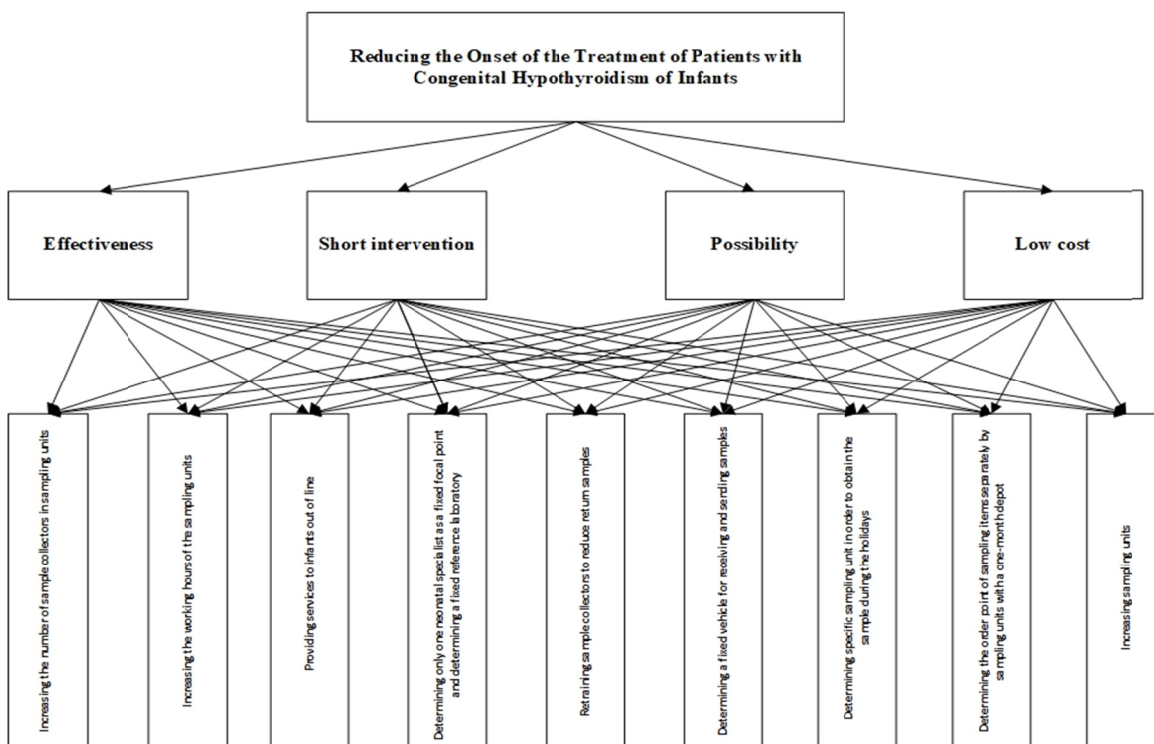 Reducing the Onset of the Treatment of Patients with
Congenital Hypothyroidism of Infants
Effectiveness
Short intervention
Possibility
Low cost
Increasing the number of sample collectors in sampling units
Increasing the working hours of the sampling units
Providing services to infants out of line
Determining only one neonatal specialist as a fixed focal point
and determining a fixed reference laboratory
Retraining sample collectors to reduce return samples
Determining a fixed vehicle for receiving and sending samples
Determining specific sampling unit in order to obtain the
sample during the holidays
Determining the order point of sampling items separately by
sampling units with a one-month depot
Increasing sampling units